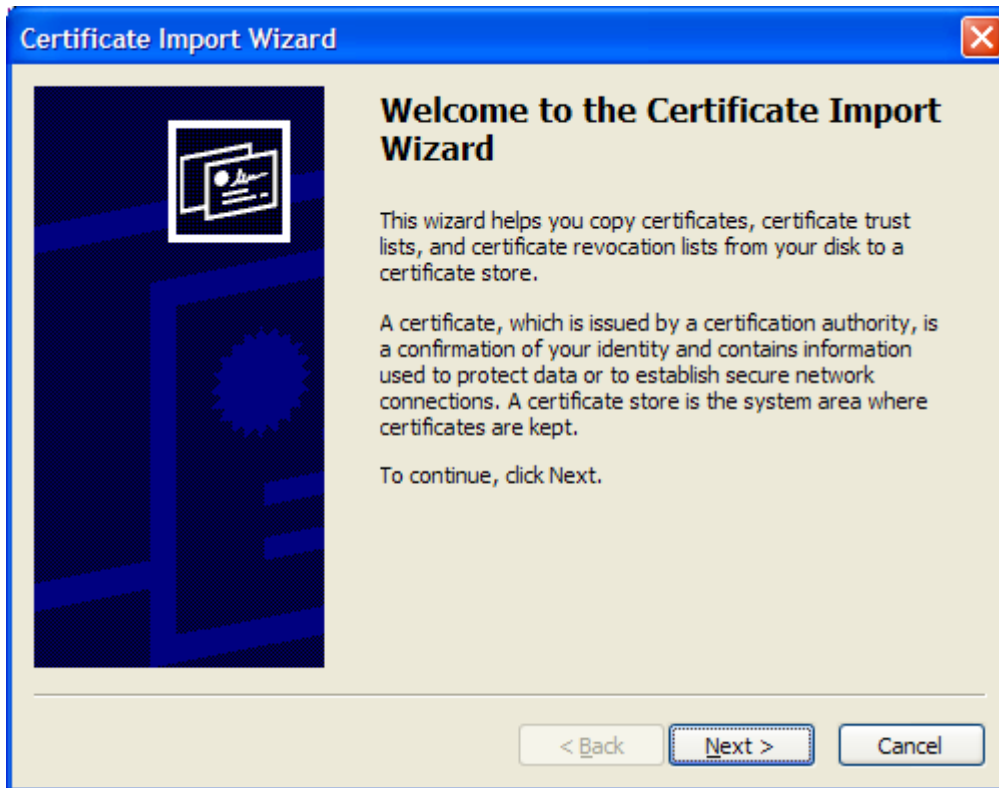 Certificate Import Wizard
Welcome to the Certificate Import
Wizard
This wizard helps you copy certificates, certificate trust
lists, and certificate revocation lists from your disk to a
certificate store.
A certificate, which is issued by a certification authority, is
a confirmation of your identity and contains information
used to protect data or to establish secure network
connections. A certificate store is the system area where
certificates are kept.
To continue, click Next.
< Back Next > Cancel